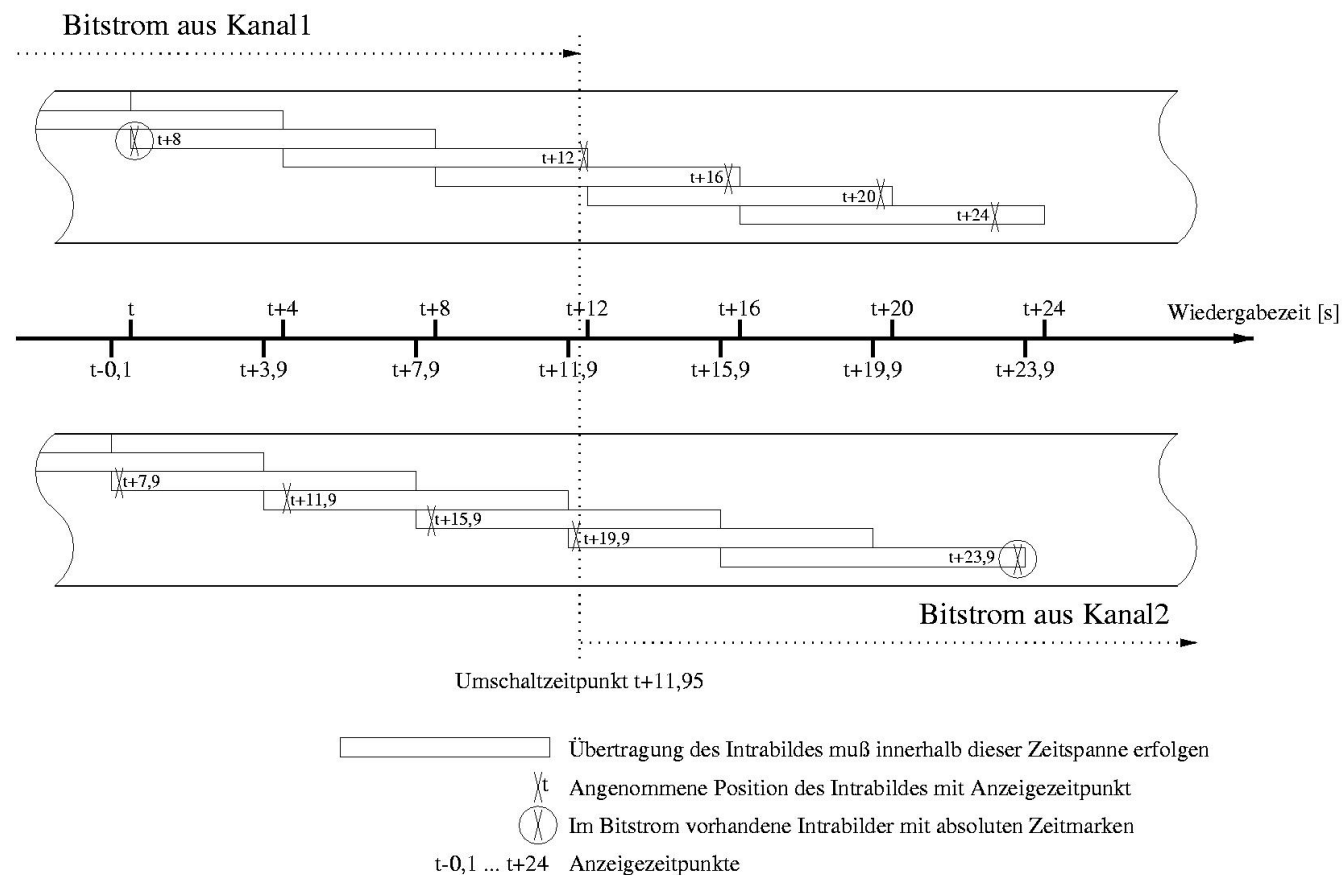 Bitstrom aus Kanal1
t+8
t+12
t+16
t+20
t+24
t t+4 t+8 t+12 t+16 t+20 t+24 Wiedergabezeit [s]
t-0,1 t+3,9 t+7,9 t+11,9 t+15,9 t+19,9 t+23,9
t+7,9
t+11,9
t+15,9
t+19,9
t+23,9
Bitstrom aus Kanal2
Umschaltzeitpunkt t+11,95
Übertragung des Intrabildes muß innerhalb dieser Zeitspanne erfolgen
t Angenommene Position des Intrabildes mit Anzeigezeitpunkt
Im Bitstrom vorhandene Intrabilder mit absoluten Zeitmarken
t-0,1 ... t+24 Anzeigezeitpunkte